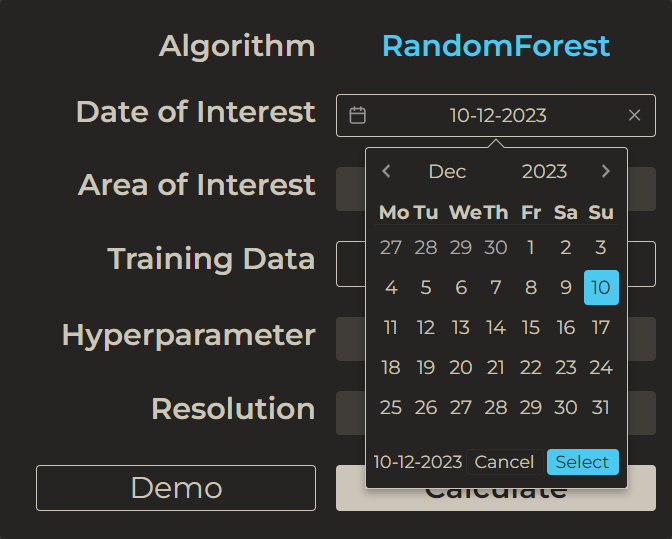 Algorithm RandomForest
Date of Interest 10-12-2023
Area of Interest
Training Data
Hyperparameter
Resolution
Dec 2023
Mo Tu We Th Fr Sa Su
27 28 29 30 1 2 3
4 5 6 7 8 9 10
11 12 13 14 15 16 17
18 19 20 21 22 23 24
25 26 27 28 29 30 31
10-12-2023 Cancel Select
Demo Calculate